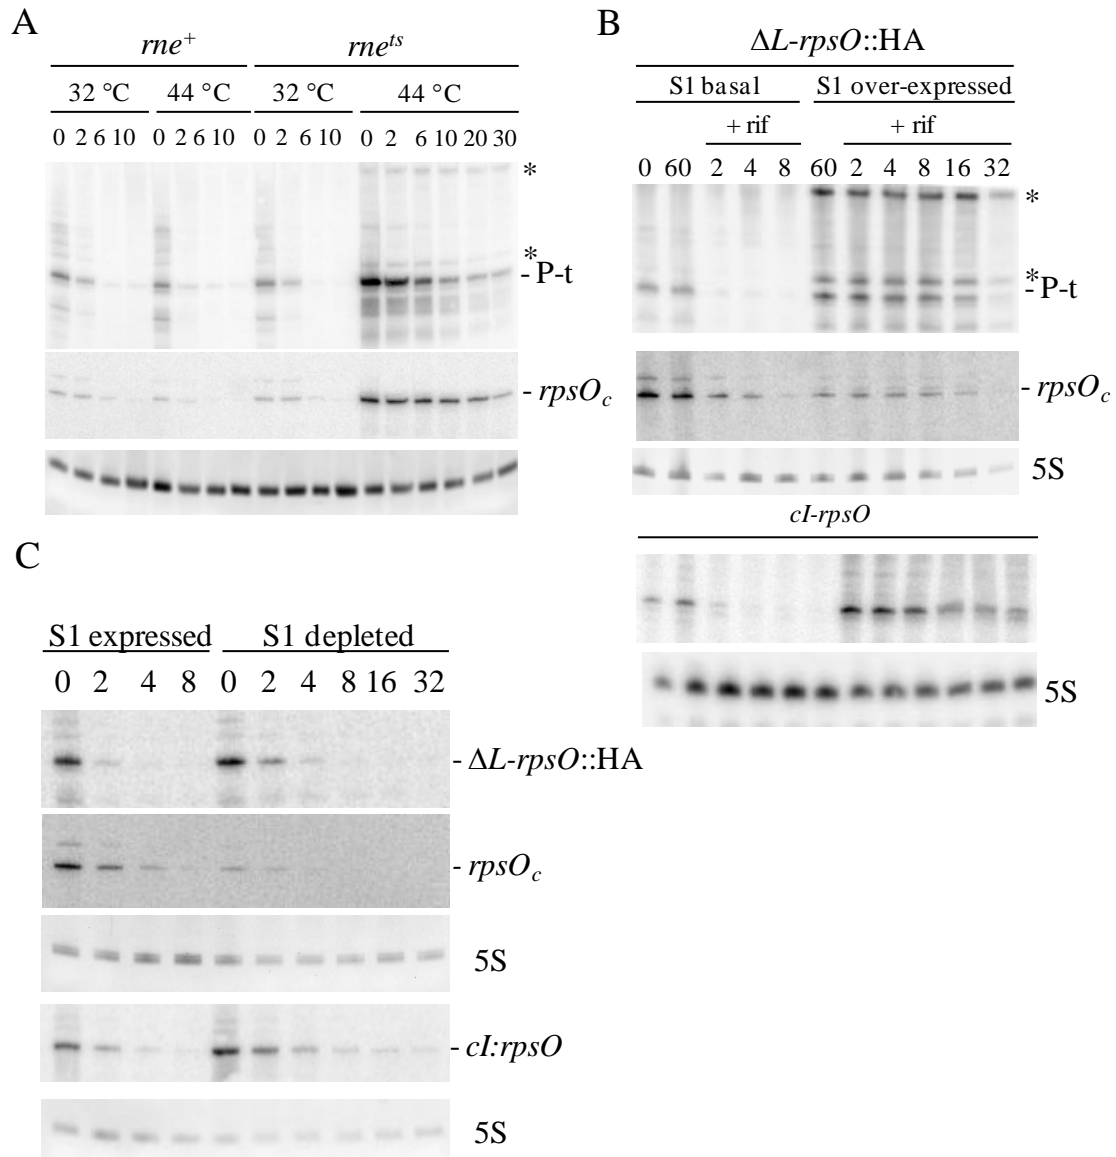 A
rne⁺ rneᵗˢ
32 °C 44 °C 32 °C 44 °C
0 2 6 10 0 2 6 10 0 2 6 10 0 2 6 10 20 30
*
*
- P-t
- rpsO꜀
B
ΔL-rpsO::HA
S1 basal S1 over-expressed
+ rif + rif
0 60 2 4 8 60 2 4 8 16 32
*
*
- P-t
- rpsO꜀
5S
cI-rpsO
5S
C
S1 expressed S1 depleted
0 2 4 8 0 2 4 8 16 32
- ΔL-rpsO::HA
- rpsO꜀
5S
- cI:rpsO
5S